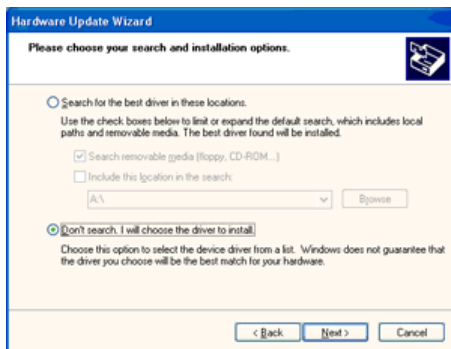 Hardware Update Wizard
Please choose your search and installation options.
Search for the best driver in these locations.
Use the check boxes below to limit or expand the default search, which includes local
paths and removable media. The best driver found will be installed.
Search removable media (floppy, CD-ROM...)
Include this location in the search:
A:\
Browse
Don't search. I will choose the driver to install.
Choose this option to select the device driver from a list. Windows does not guarantee that
the driver you choose will be the best match for your hardware.
< Back Next > Cancel